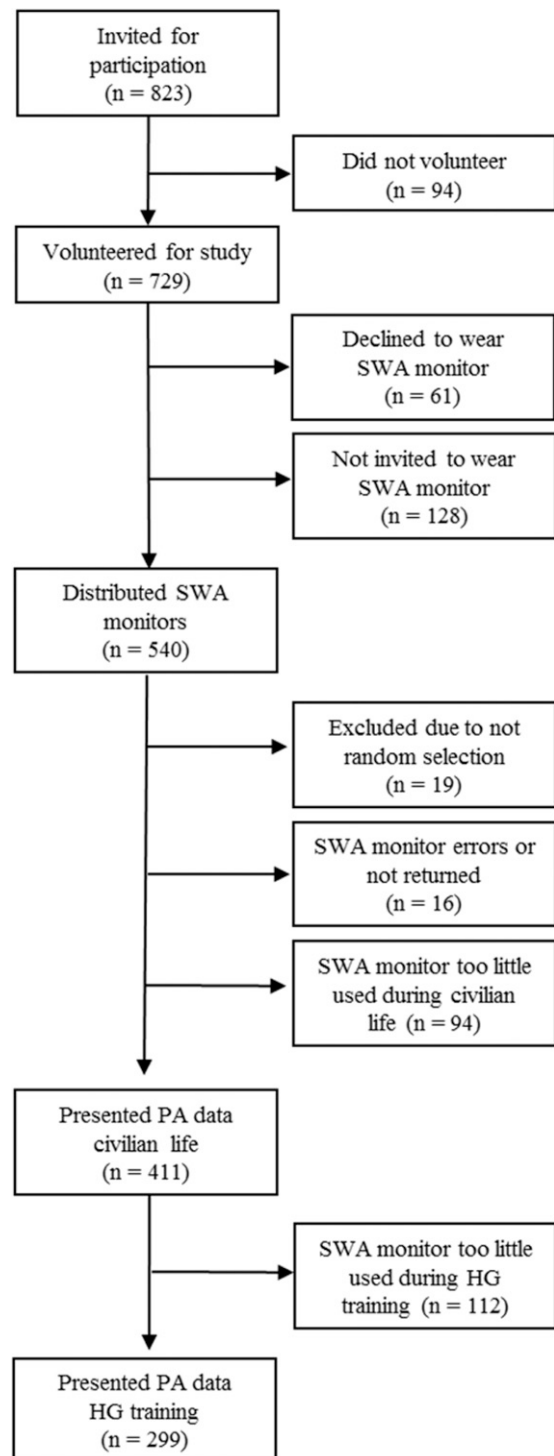 Invited for
participation
(n = 823)
Did not volunteer
(n = 94)
Volunteered for study
(n = 729)
Declined to wear
SWA monitor
(n = 61)
Not invited to wear
SWA monitor
(n = 128)
Distributed SWA
monitors
(n = 540)
Excluded due to not
random selection
(n = 19)
SWA monitor errors or
not returned
(n = 16)
SWA monitor too little
used during civilian
life (n = 94)
Presented PA data
civilian life
(n = 411)
SWA monitor too little
used during HG
training (n = 112)
Presented PA data
HG training
(n = 299)